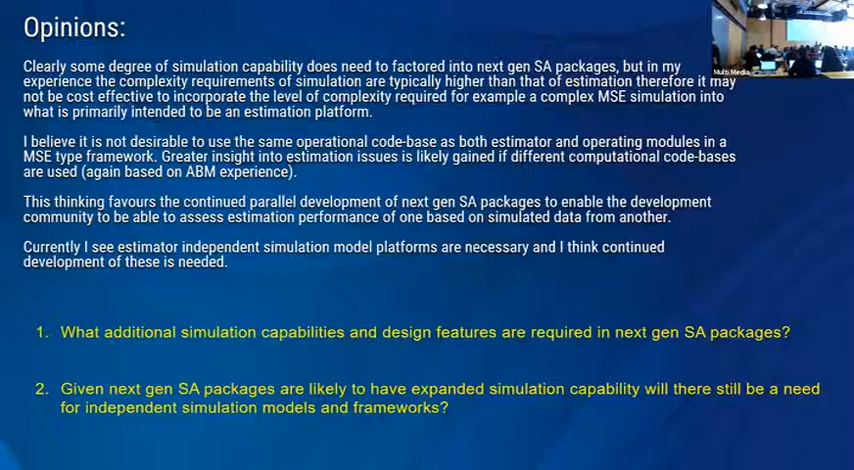 Opinions:
Clearly some degree of simulation capability does need to factored into next gen SA packages, but in my
experience the complexity requirements of simulation are typically higher than that of estimation therefore it may
not be cost effective to incorporate the level of complexity required for example a complex MSE simulation into
what is primarily intended to be an estimation platform.
I believe it is not desirable to use the same operational code-base as both estimator and operating modules in a
MSE type framework. Greater insight into estimation issues is likely gained if different computational code-bases
are used (again based on ABM experience).
This thinking favours the continued parallel development of next gen SA packages to enable the development
community to be able to assess estimation performance of one based on simulated data from another.
Currently I see estimator independent simulation model platforms are necessary and I think continued
development of these is needed.
1. What additional simulation capabilities and design features are required in next gen SA packages?
2. Given next gen SA packages are likely to have expanded simulation capability will there still be a need
for independent simulation models and frameworks?
Multi Media